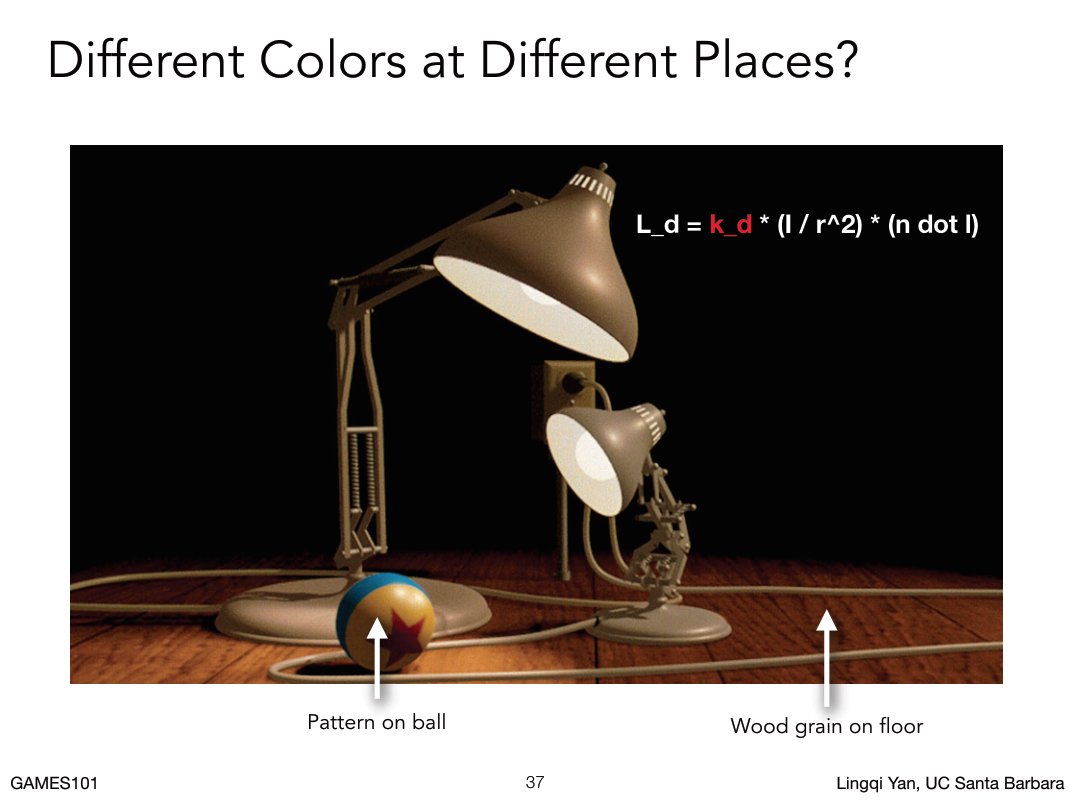 Different Colors at Different Places?
L_d = k_d * (I / r^2) * (n dot l)
Pattern on ball
Wood grain on floor
GAMES101
37
Lingqi Yan, UC Santa Barbara